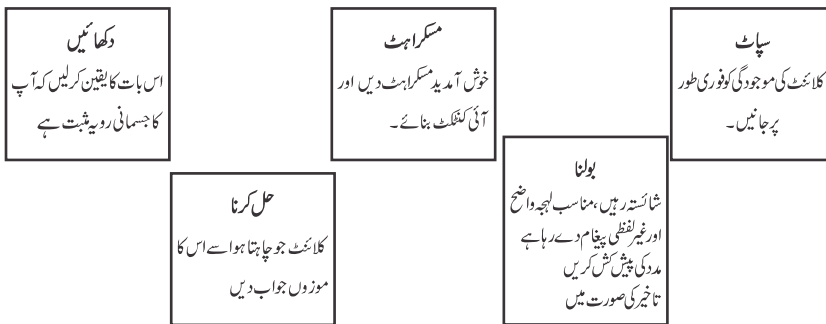 سپاٹ
کلائنٹ کی موجودگی کو فوری طور
پر جانیں۔
مسکراہٹ
خوش آمدید مسکراہٹ دیں اور
آئی کنٹکٹ بنائے۔
دکھائیں
اس بات کا یقین کرلیں کہ آپ
کا جسمانی رویہ مثبت ہے
بولنا
شائستہ رہیں، مناسب لہجہ واضح
اور غیر لفظی پیغام دے رہا ہے
مدد کی پیش کش کریں
تاخیر کی صورت میں
حل کرنا
کلائنٹ جو چاہتا ہوا سے اس کا
موزوں جواب دیں